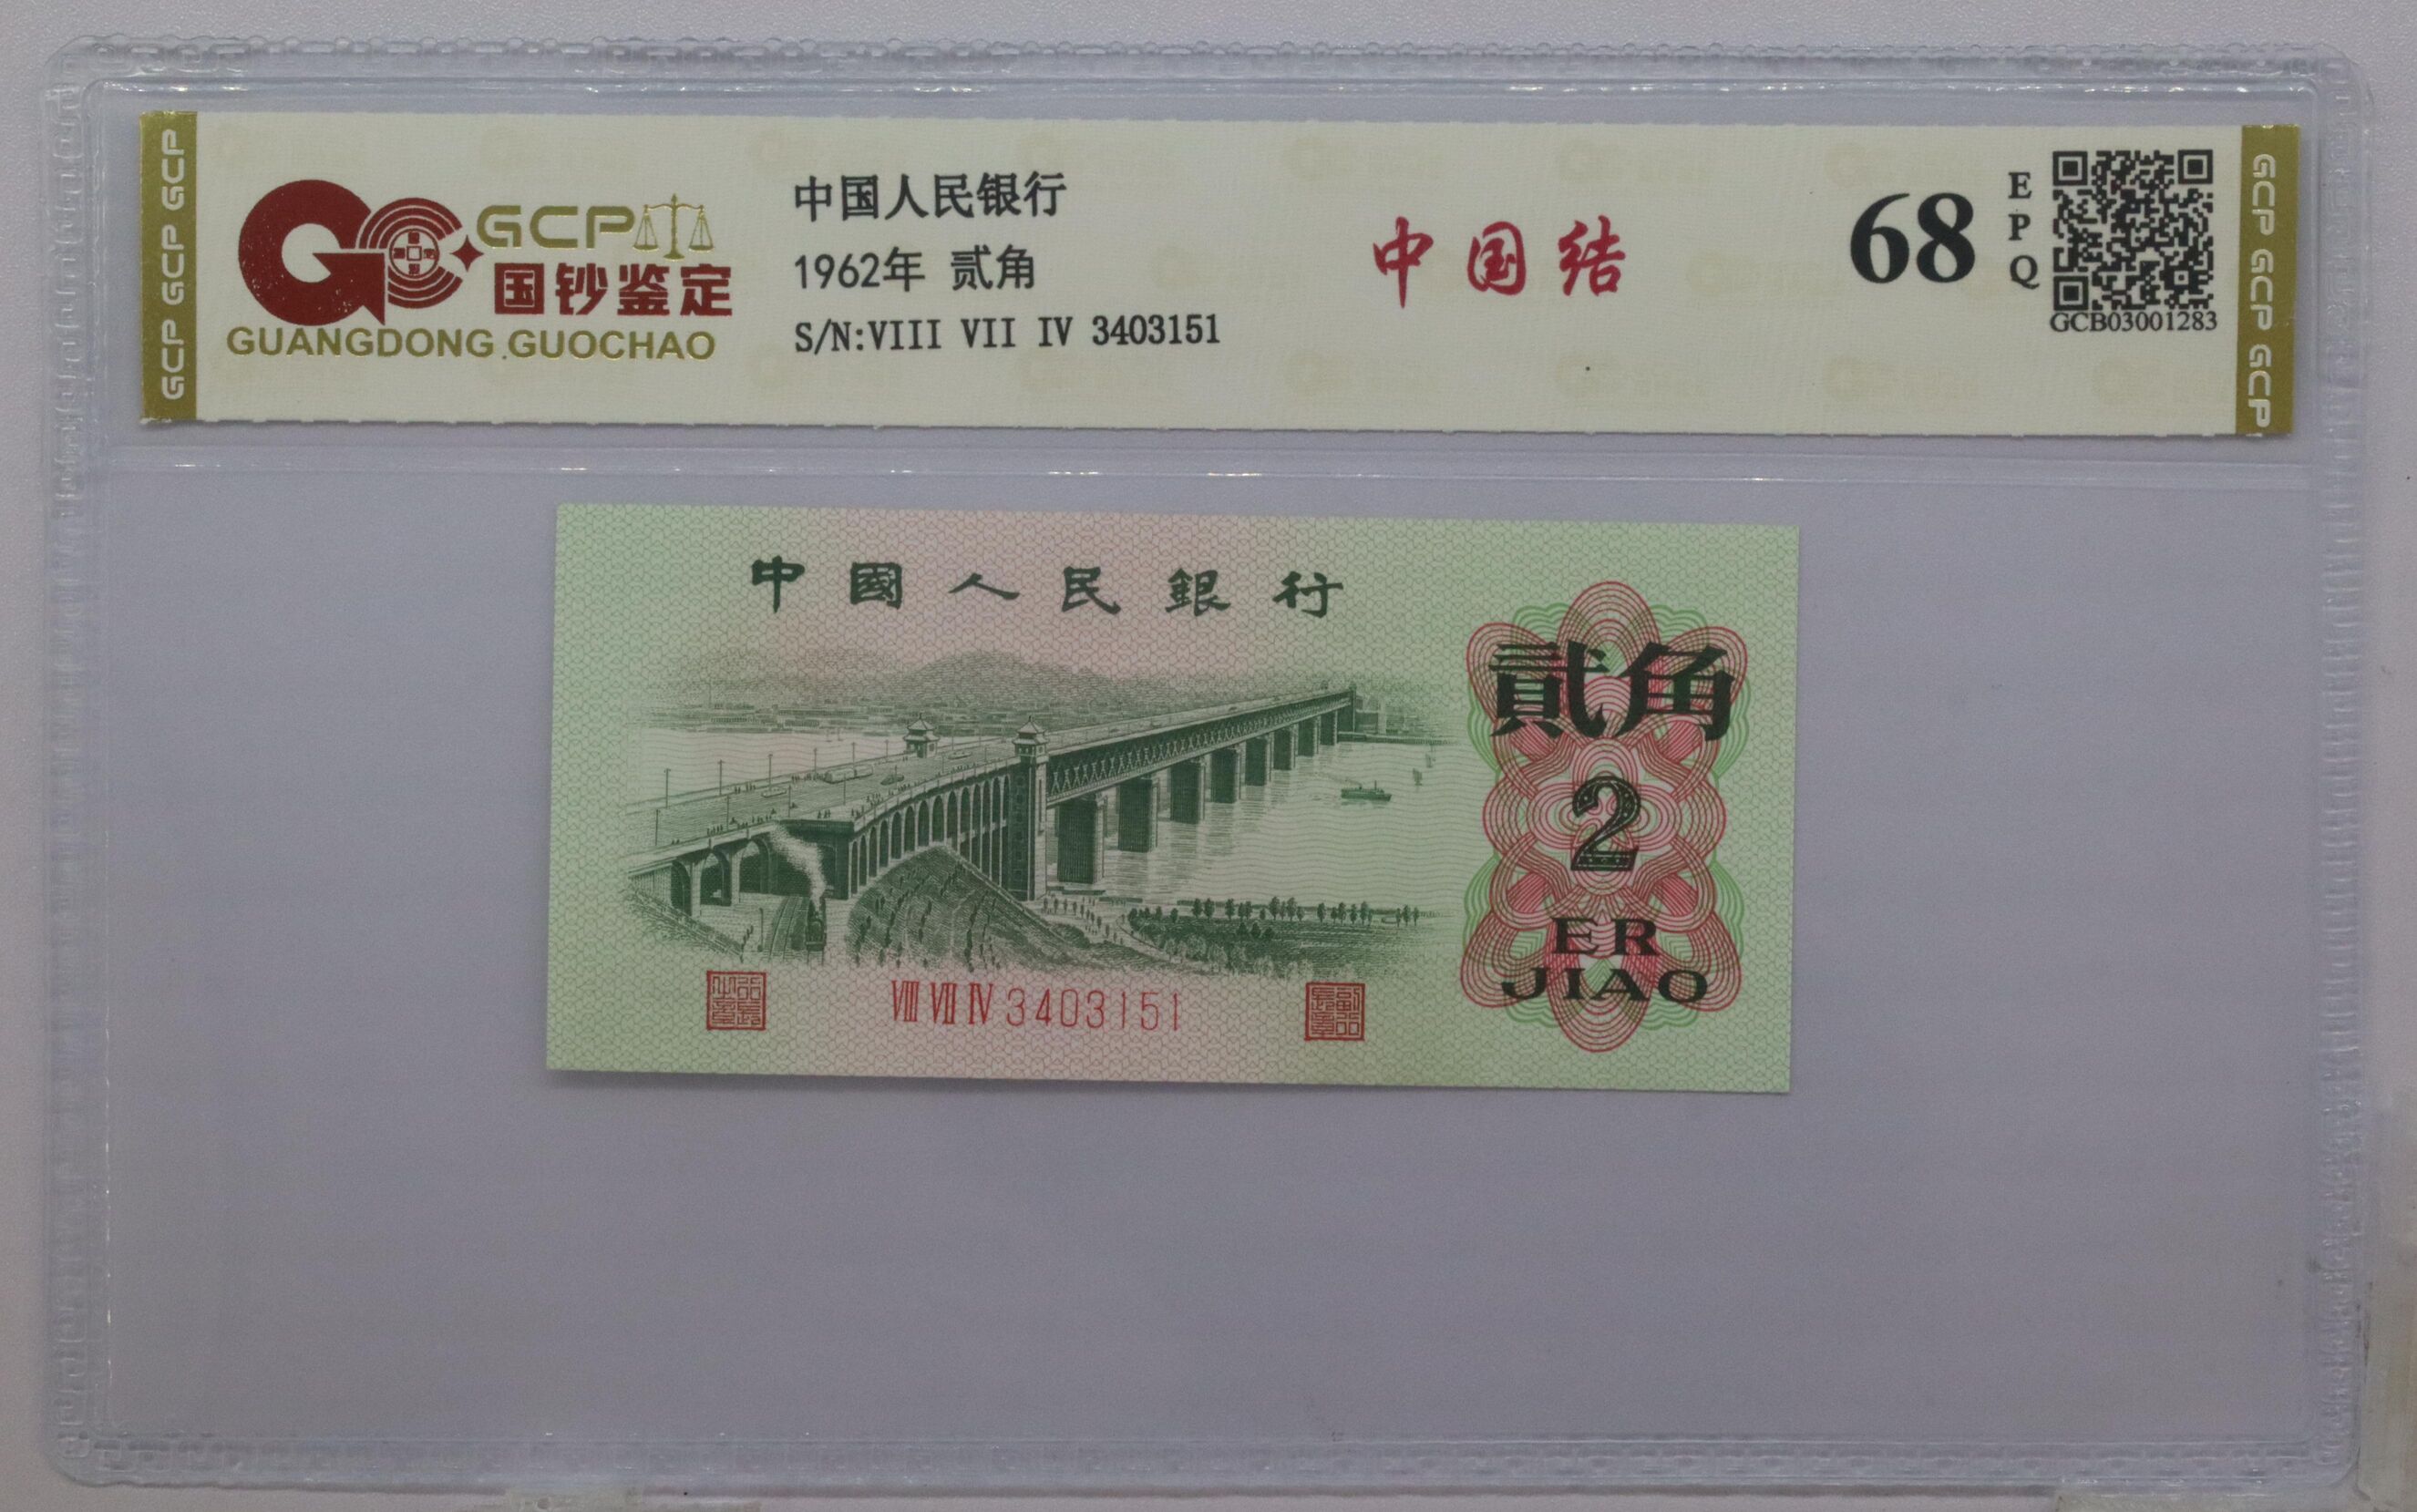 GCP GCP GCP
GCP
国钞鉴定
GUANGDONG.GUOCHAO
中国人民银行
1962年 贰角
S/N:VIII VII IV 3403151
中国结
68
EPQ
GCB03001283
GCP GCP GCP
中國人民銀行
貳角
2
ER
JIAO
VIII VII IV 3403151